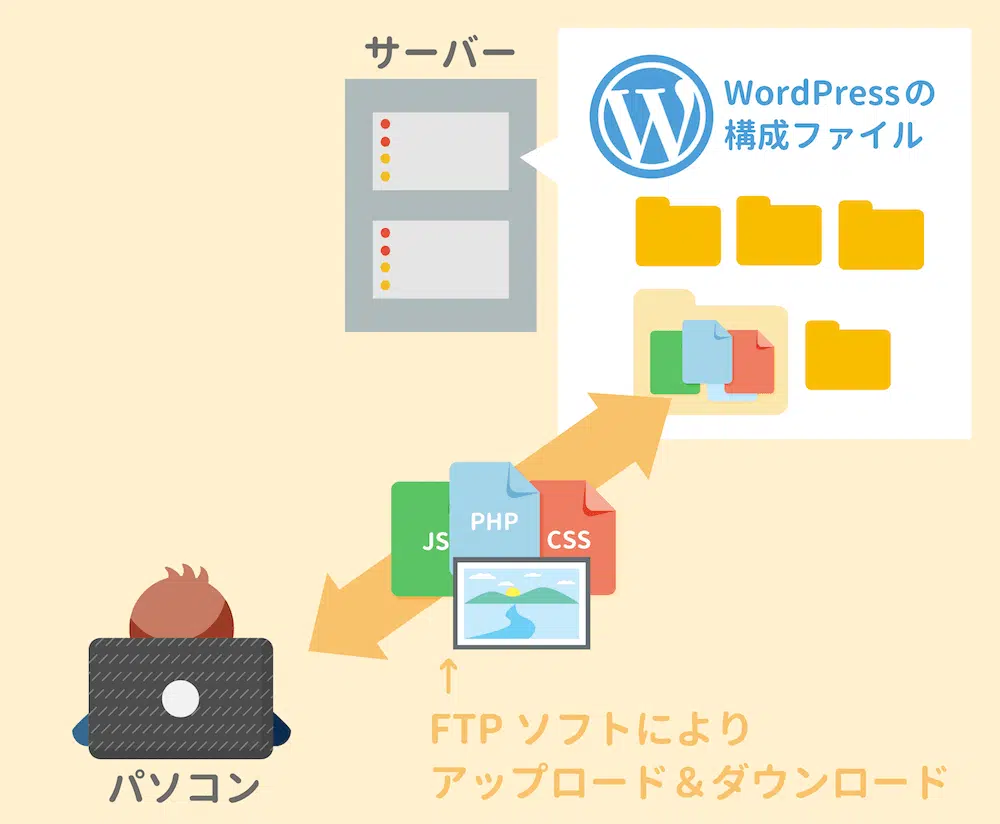 サーバー
WordPressの
構成ファイル
JS
PHP
CSS
FTP ソフトにより
アップロード&ダウンロード
パソコン